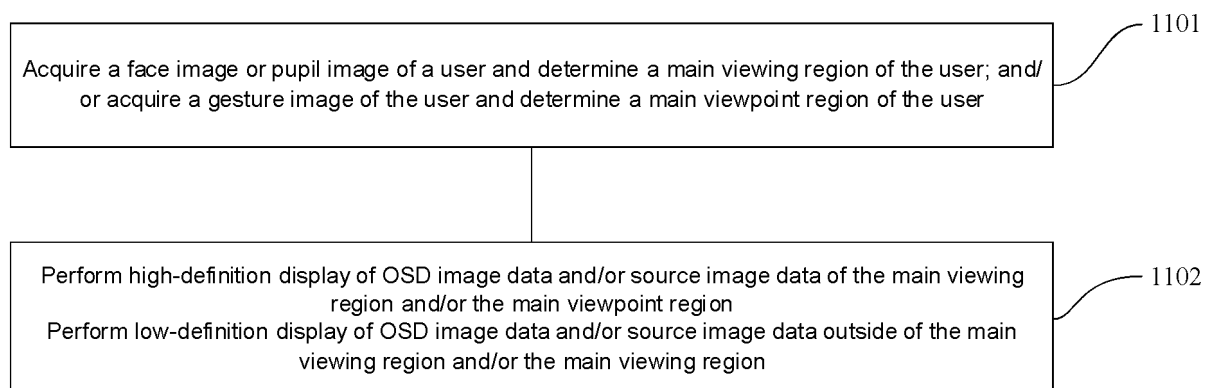 1101
Acquire a face image or pupil image of a user and determine a main viewing region of the user; and/
or acquire a gesture image of the user and determine a main viewpoint region of the user
1102
Perform high-definition display of OSD image data and/or source image data of the main viewing
region and/or the main viewpoint region
Perform low-definition display of OSD image data and/or source image data outside of the main
viewing region and/or the main viewing region